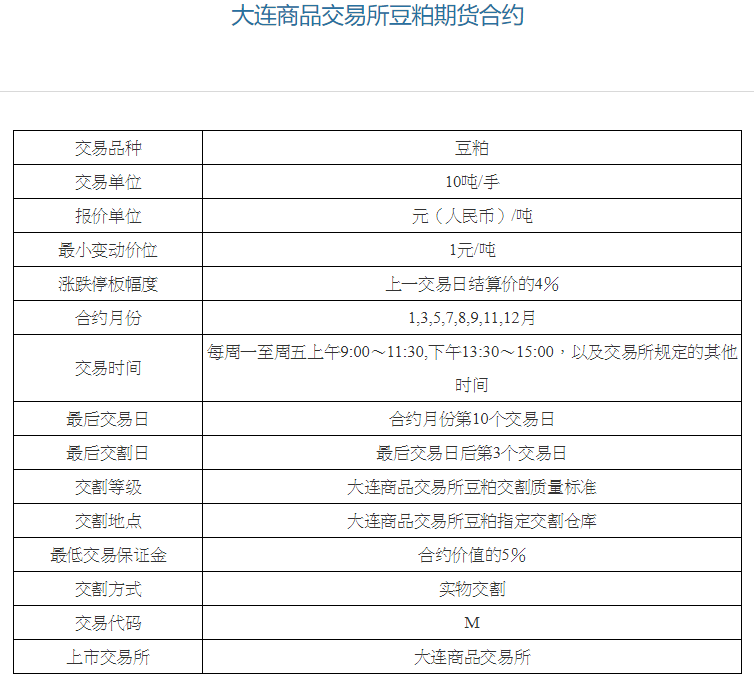 大连商品交易所豆粕期货合约
交易品种 豆粕
交易单位 10吨/手
报价单位 元（人民币）/吨
最小变动价位 1元/吨
涨跌停板幅度 上一交易日结算价的4％
合约月份 1,3,5,7,8,9,11,12月
交易时间 每周一至周五上午9:00～11:30,下午13:30～15:00，以及交易所规定的其他
时间
最后交易日 合约月份第10个交易日
最后交割日 最后交易日后第3个交易日
交割等级 大连商品交易所豆粕交割质量标准
交割地点 大连商品交易所豆粕指定交割仓库
最低交易保证金 合约价值的5％
交割方式 实物交割
交易代码 M
上市交易所 大连商品交易所